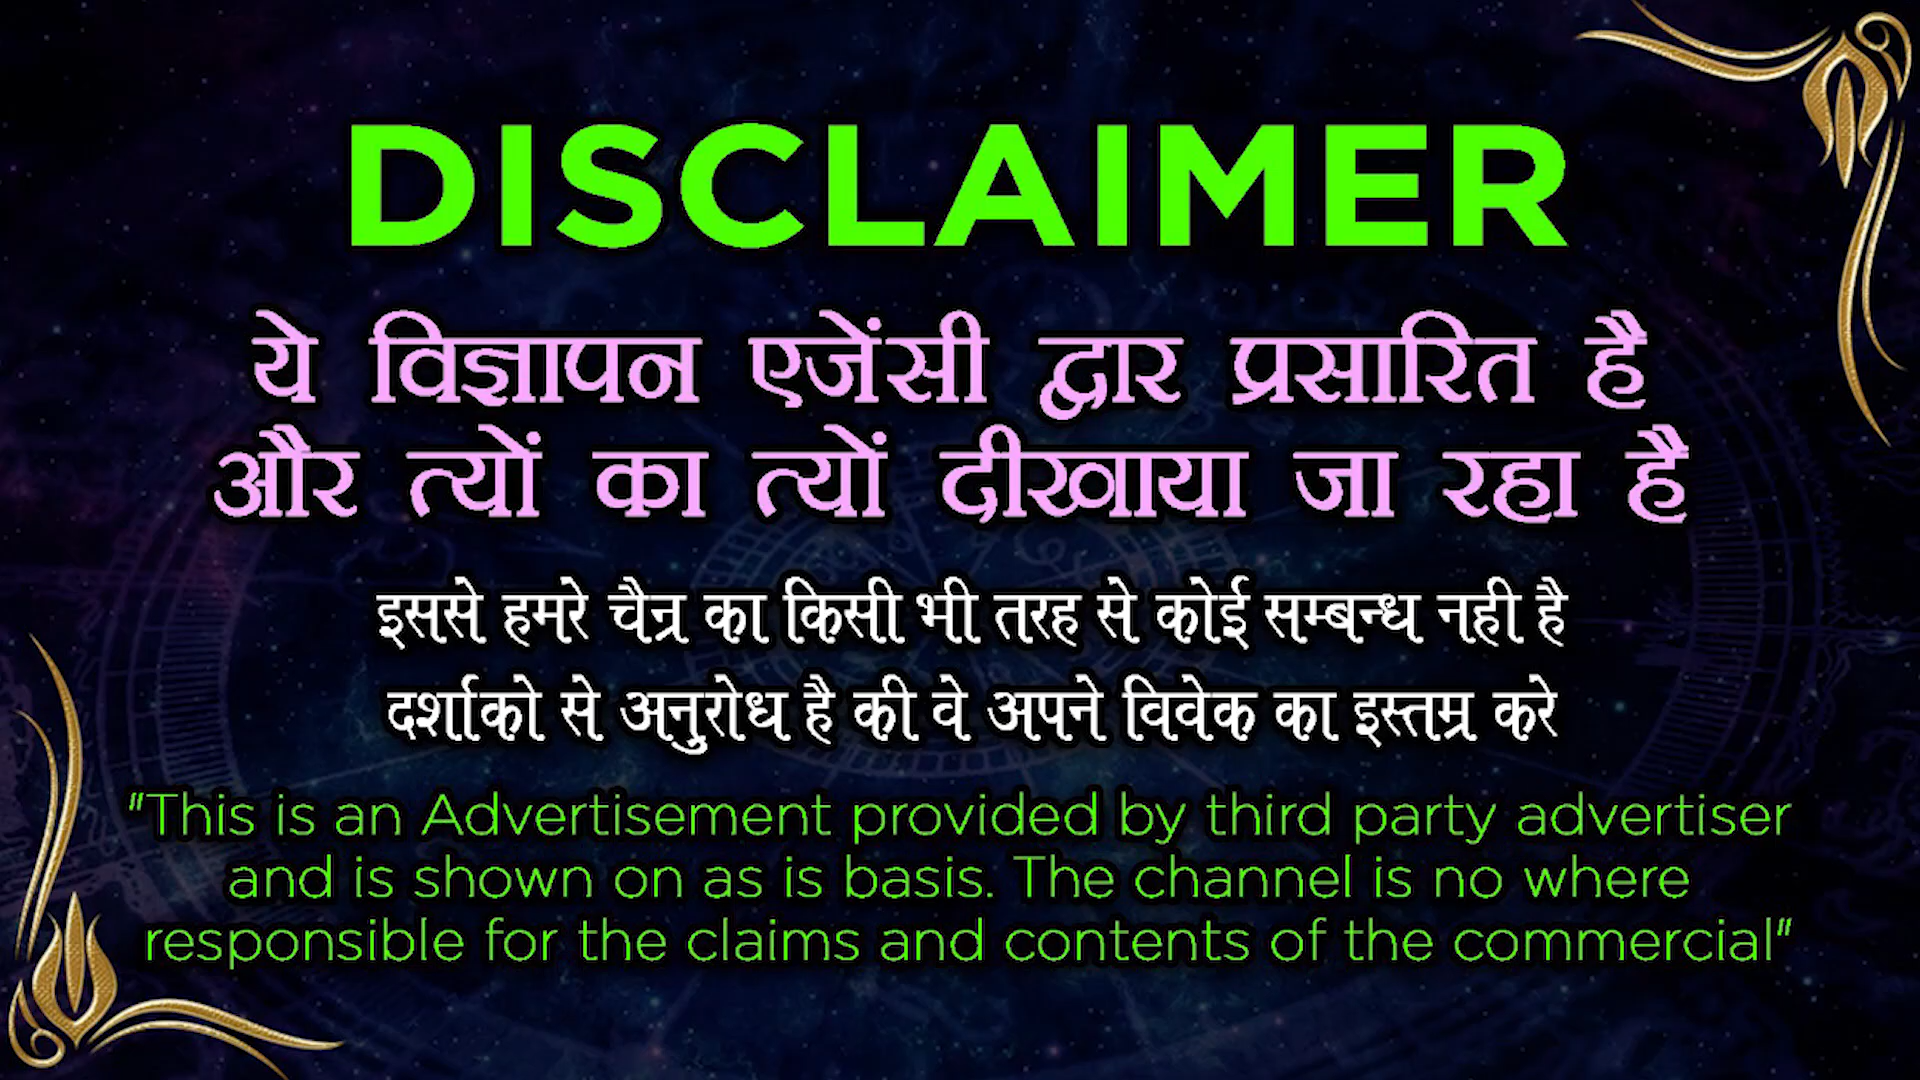 DISCLAIMER
ये विज्ञापन एजेंसी द्वार प्रसारित है
और त्यों का त्यों दीखाया जा रहा है
इससे हमरे चैन्र का किसी भी तरह से कोई सम्बन्ध नही है
दर्शाको से अनुरोध है की वे अपने विवेक का इस्तम्र करे
"This is an Advertisement provided by third party advertiser
and is shown on as is basis. The channel is no where
responsible for the claims and contents of the commercial"